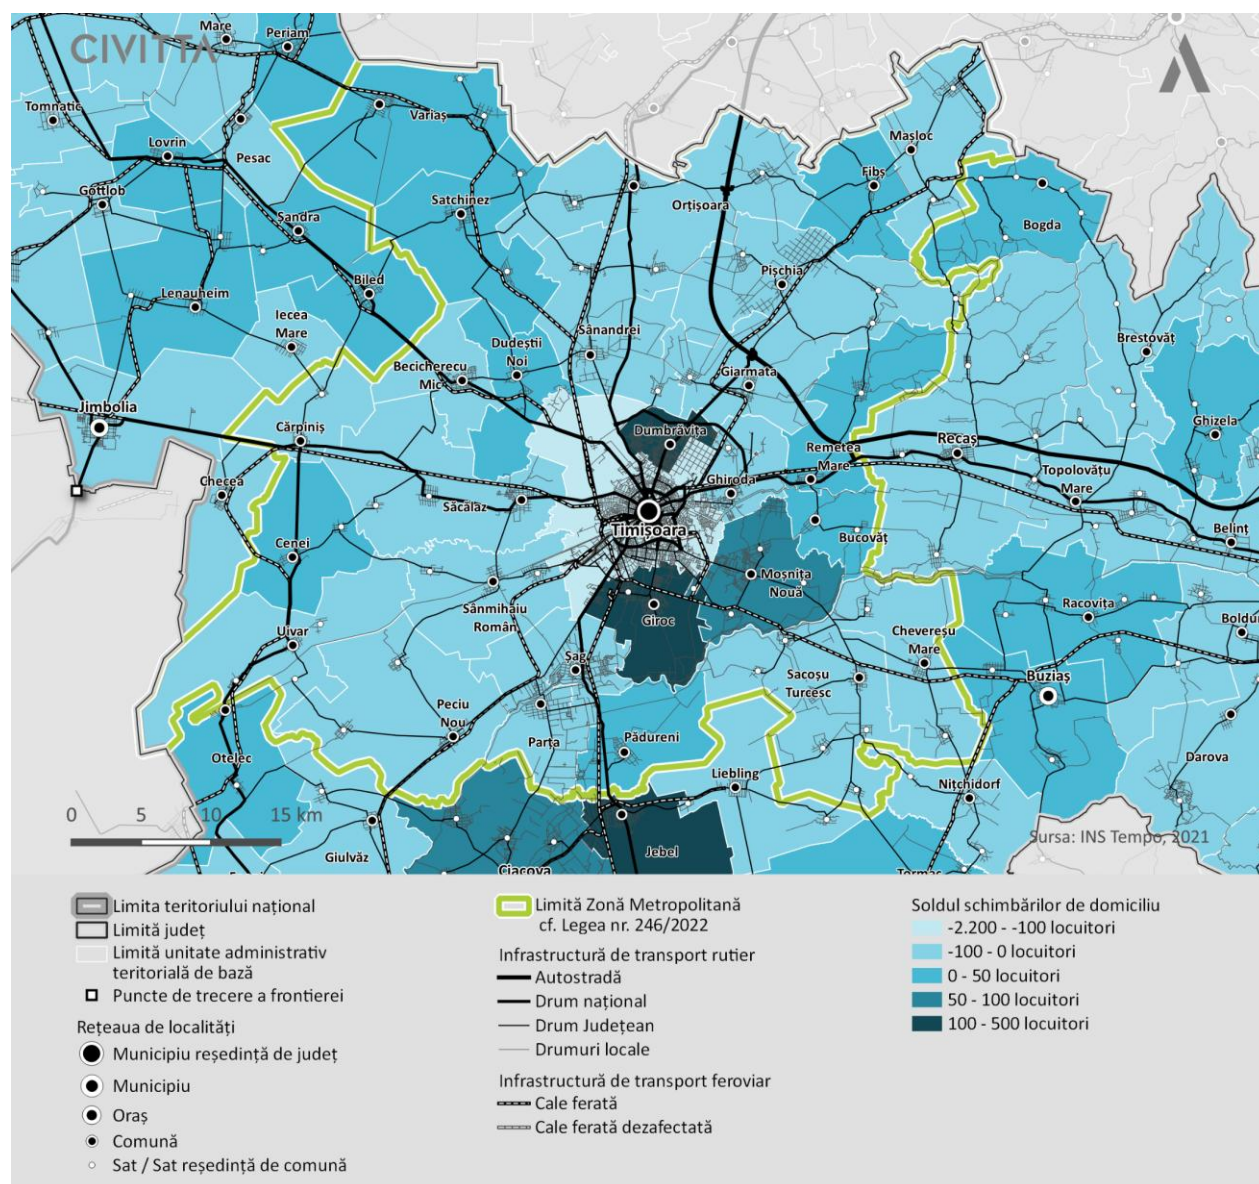 CIVITTA
Mare
Periam
Tomnatic
Variaș
Lovrin
Pesac
Mașloc
Fibș
Gottlob
Satchinez
Orțișoara
Șandra
Bogda
Pișchia
Lenauheim
Biled
Iecea
Mare
Dudeștii
Noi
Sânandrei
Brestovăț
Becicherecu
Mic
Giarmata
Jimbolia
Cărpiniș
Dumbrăvița
Remetea
Mare
Recaș
Ghizela
Checea
Săcălaz
Ghiroda
Topolovățu
Mare
Timișoara
Bucovăț
Belinț
Cenei
Moșnița
Nouă
Sânmihaiu
Român
Giroc
Racovița
Boldur
Uivar
Chevereșu
Mare
Șag
Sacoșu
Turcesc
Buziaș
Peciu
Nou
Parța
Pădureni
Otelec
Liebling
Nițchidorf
Darova
0 5 10 15 km
Giulvăz
Jebel
Sursa: INS Tempo, 2021
Ciacova
Tormac
Limita teritoriului național
Limită județ
Limită unitate administrativ
teritorială de bază
Puncte de trecere a frontierei
Rețeaua de localități
Municipiu reședință de județ
Municipiu
Oraș
Comună
Sat / Sat reședință de comună
Limită Zonă Metropolitană
cf. Legea nr. 246/2022
Infrastructură de transport rutier
Autostradă
Drum național
Drum Județean
Drumuri locale
Infrastructură de transport feroviar
Cale ferată
Cale ferată dezafectată
Soldul schimbărilor de domiciliu
-2.200 - -100 locuitori
-100 - 0 locuitori
0 - 50 locuitori
50 - 100 locuitori
100 - 500 locuitori